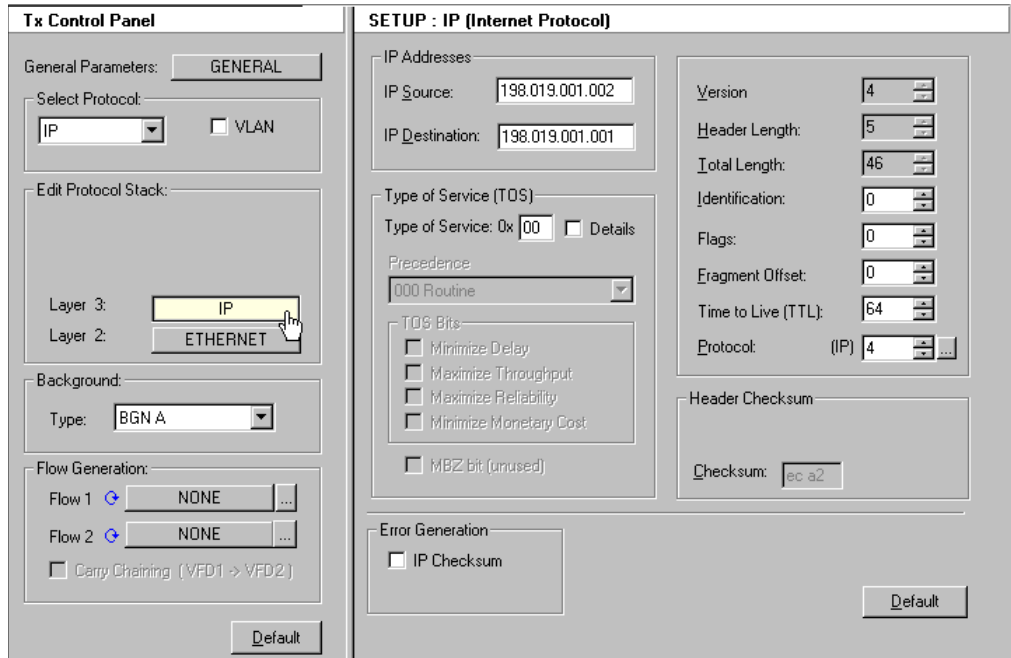 Tx Control Panel
General Parameters: GENERAL
Select Protocol:
IP VLAN
Edit Protocol Stack:
Layer 3: IP
Layer 2: ETHERNET
Background:
Type: BGN A
Flow Generation:
Flow 1 NONE ...
Flow 2 NONE ...
Carry Chaining (VFD1 -> VFD2)
Default
SETUP : IP (Internet Protocol)
IP Addresses
IP Source: 198.019.001.002
IP Destination: 198.019.001.001
Type of Service (TOS)
Type of Service: 0x 00 Details
Precedence
000 Routine
TOS Bits
Minimize Delay
Maximize Throughput
Maximize Reliability
Minimize Monetary Cost
MBZ bit (unused)
Version 4
Header Length: 5
Total Length: 46
Identification: 0
Flags: 0
Fragment Offset: 0
Time to Live (TTL): 64
Protocol: (IP) 4 ...
Header Checksum
Checksum: ec a2
Error Generation
IP Checksum
Default